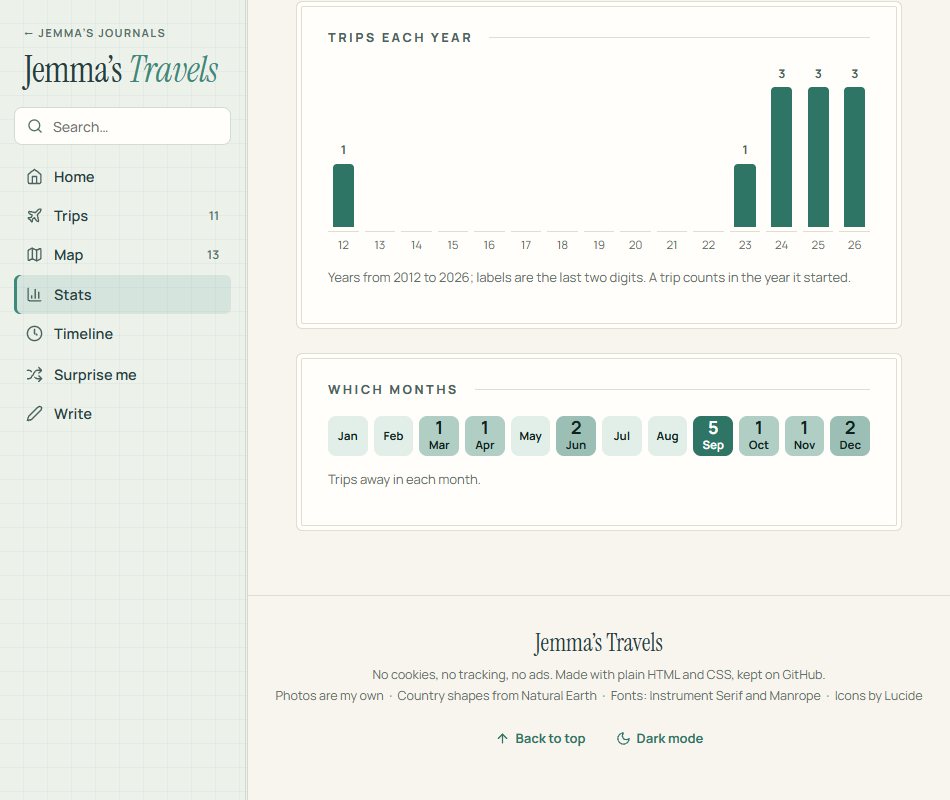 ← JEMMA'S JOURNALS
Jemma's Travels
Search…
Home
Trips 11
Map 13
Stats
Timeline
Surprise me
Write
TRIPS EACH YEAR
1 1 3 3 3
12 13 14 15 16 17 18 19 20 21 22 23 24 25 26
Years from 2012 to 2026; labels are the last two digits. A trip counts in the year it started.
WHICH MONTHS
1 1 2 5 1 1 2
Jan Feb Mar Apr May Jun Jul Aug Sep Oct Nov Dec
Trips away in each month.
Jemma's Travels
No cookies, no tracking, no ads. Made with plain HTML and CSS, kept on GitHub.
Photos are my own · Country shapes from Natural Earth · Fonts: Instrument Serif and Manrope · Icons by Lucide
Back to top Dark mode